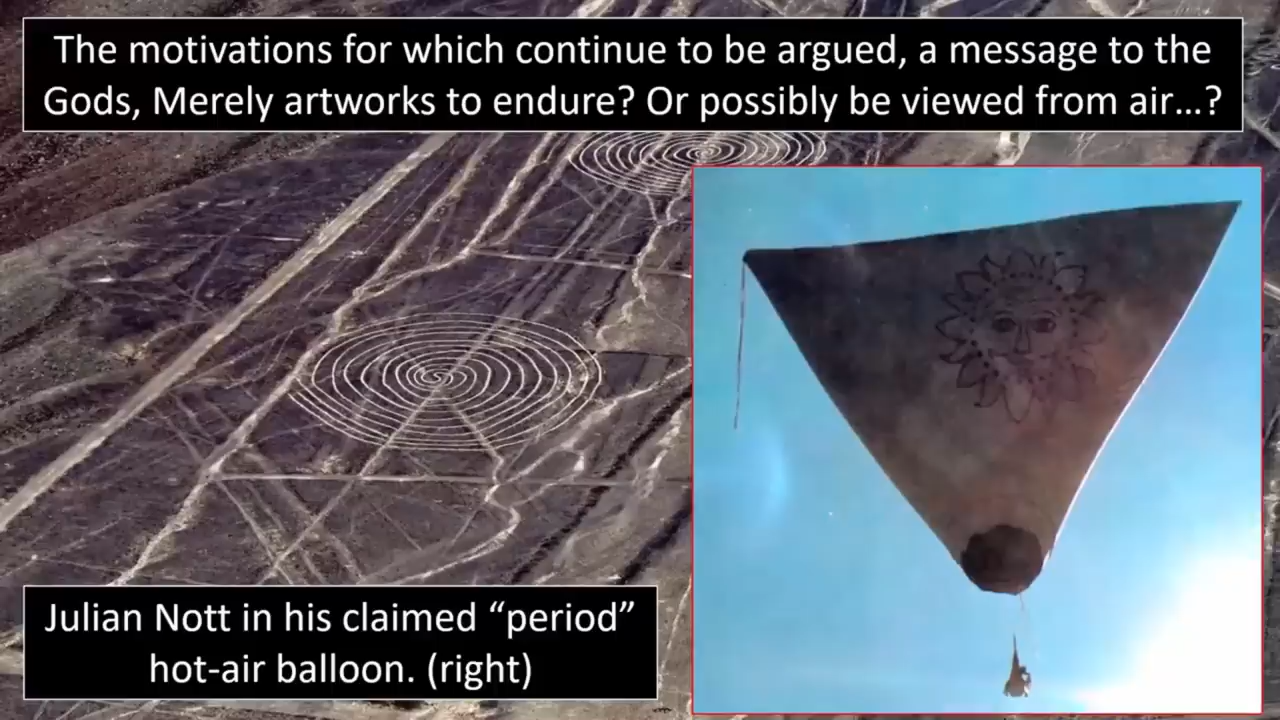 The motivations for which continue to be argued, a message to the
Gods, Merely artworks to endure? Or possibly be viewed from air…?
Julian Nott in his claimed “period”
hot-air balloon. (right)